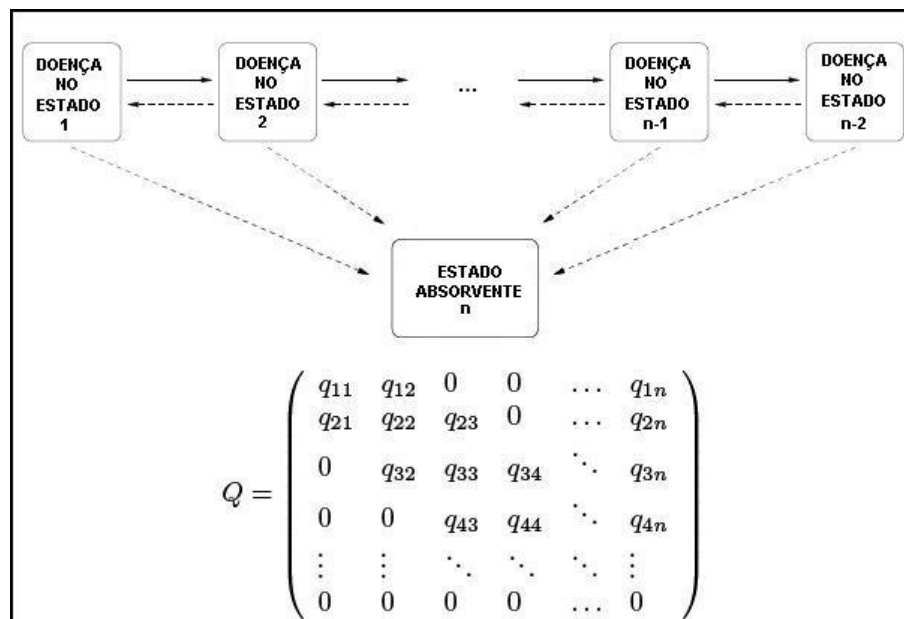 DOENÇA
NO
ESTADO
1
DOENÇA
NO
ESTADO
2
...
DOENÇA
NO
ESTADO
n-1
DOENÇA
NO
ESTADO
n-2
ESTADO
ABSORVENTE
n
Q =
q11 q12 0 0 … q1n
q21 q22 q23 0 … q2n
0 q32 q33 q34 ⋱ q3n
0 0 q43 q44 ⋱ q4n
⋮ ⋮ ⋱ ⋱ ⋱ ⋮
0 0 0 0 … 0